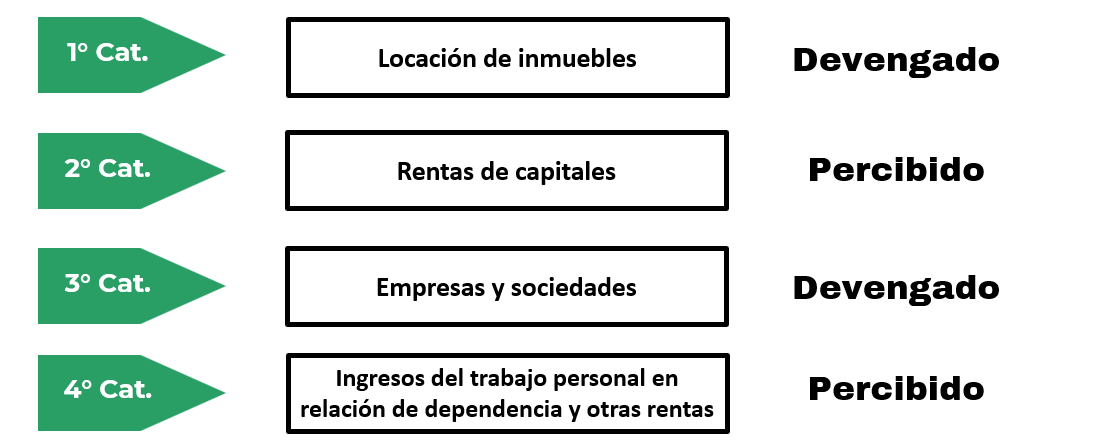 1° Cat.
Locación de inmuebles
Devengado
2° Cat.
Rentas de capitales
Percibido
3° Cat.
Empresas y sociedades
Devengado
4° Cat.
Ingresos del trabajo personal en
relación de dependencia y otras rentas
Percibido